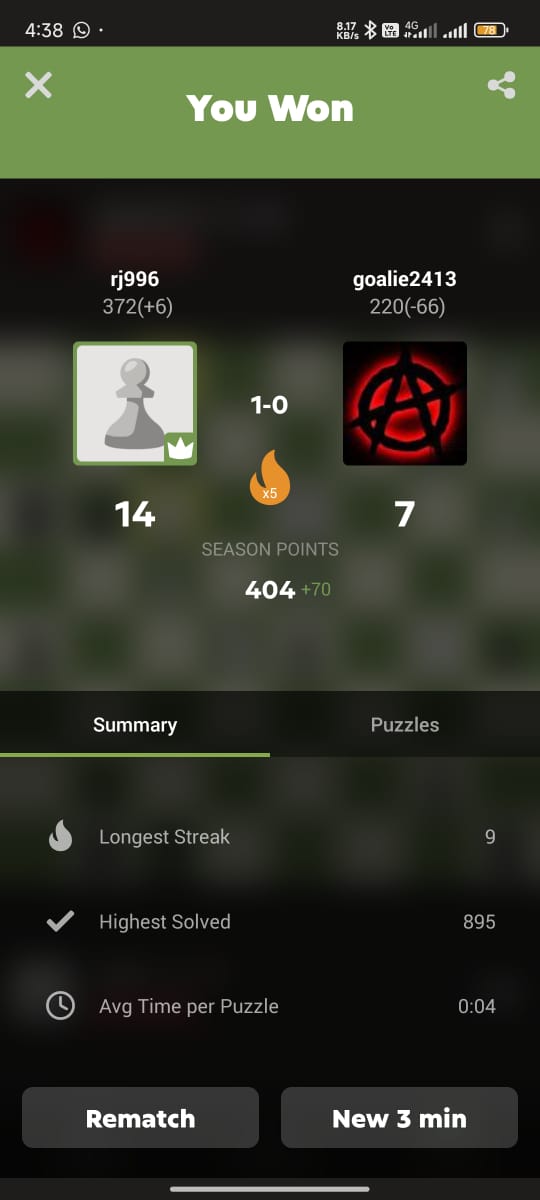 4:38
8.17
KB/s
Vo
LTE
4G
78
You Won
rj996
goalie2413
372(+6)
220(-66)
1-0
x5
14
7
SEASON POINTS
404 +70
Summary
Puzzles
Longest Streak
9
Highest Solved
895
Avg Time per Puzzle
0:04
Rematch
New 3 min